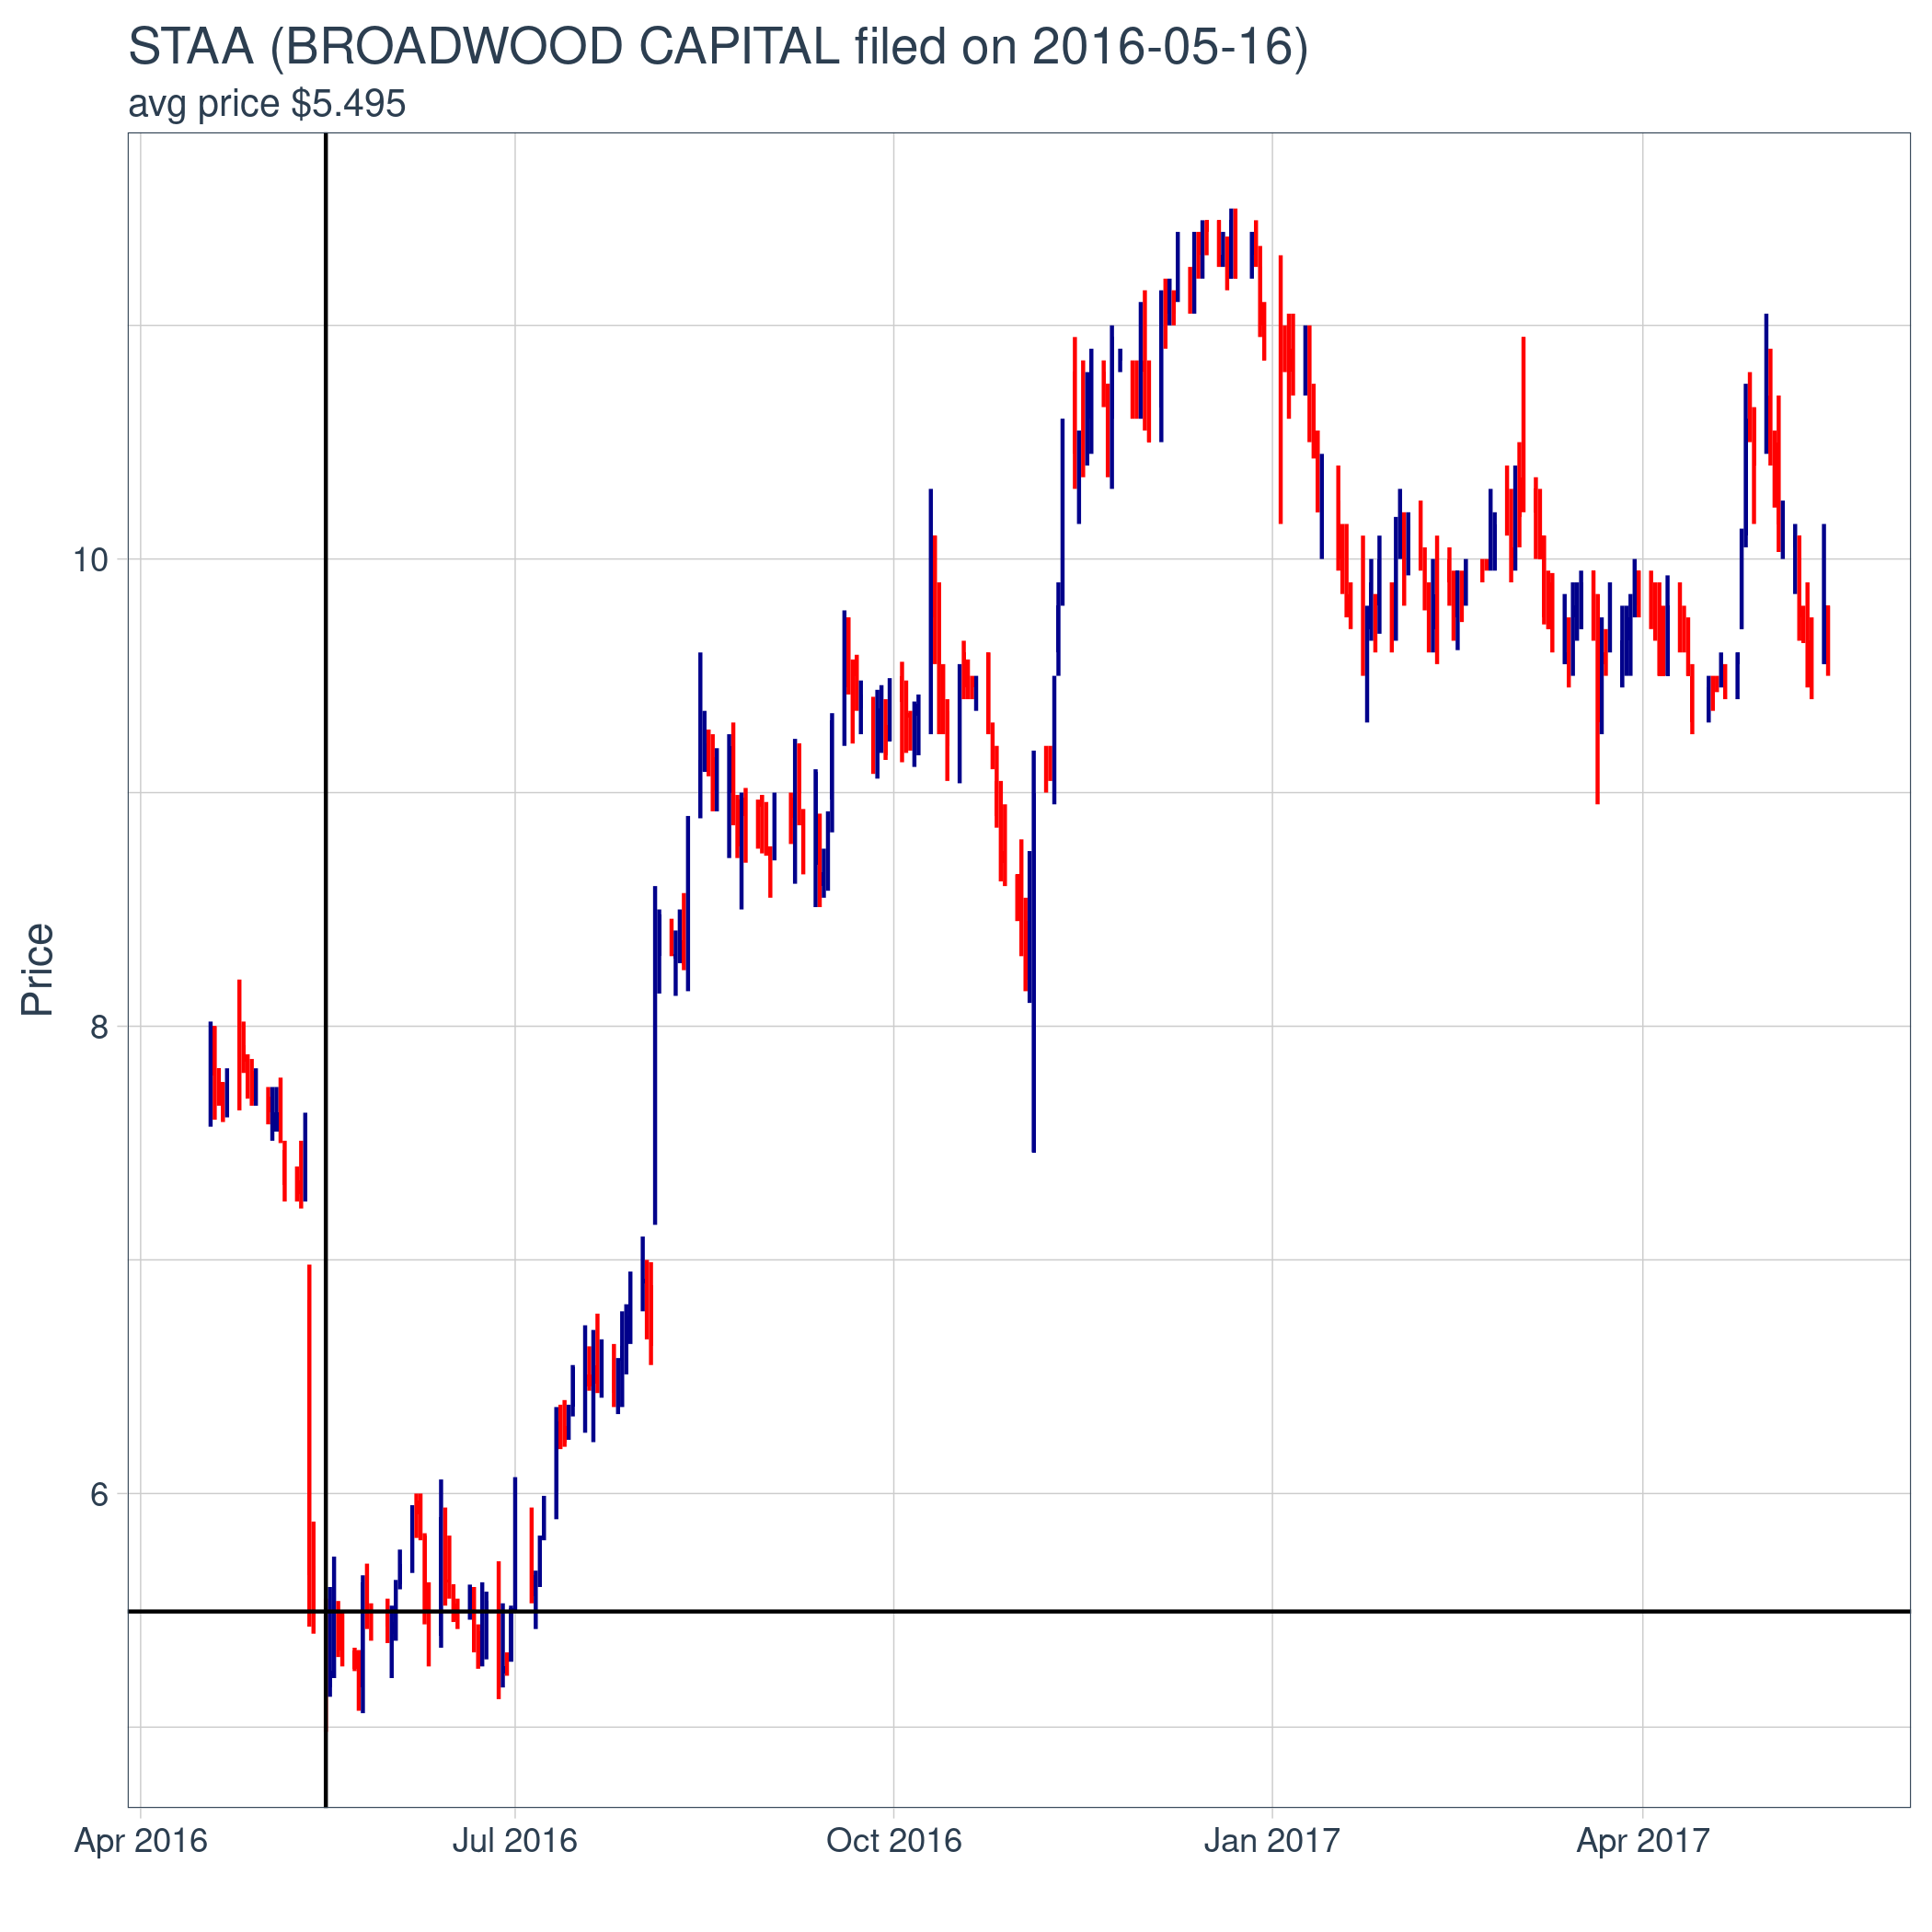 STAA (BROADWOOD CAPITAL filed on 2016-05-16)
avg price $5.495
Price
10
8
6
Apr 2016 Jul 2016 Oct 2016 Jan 2017 Apr 2017